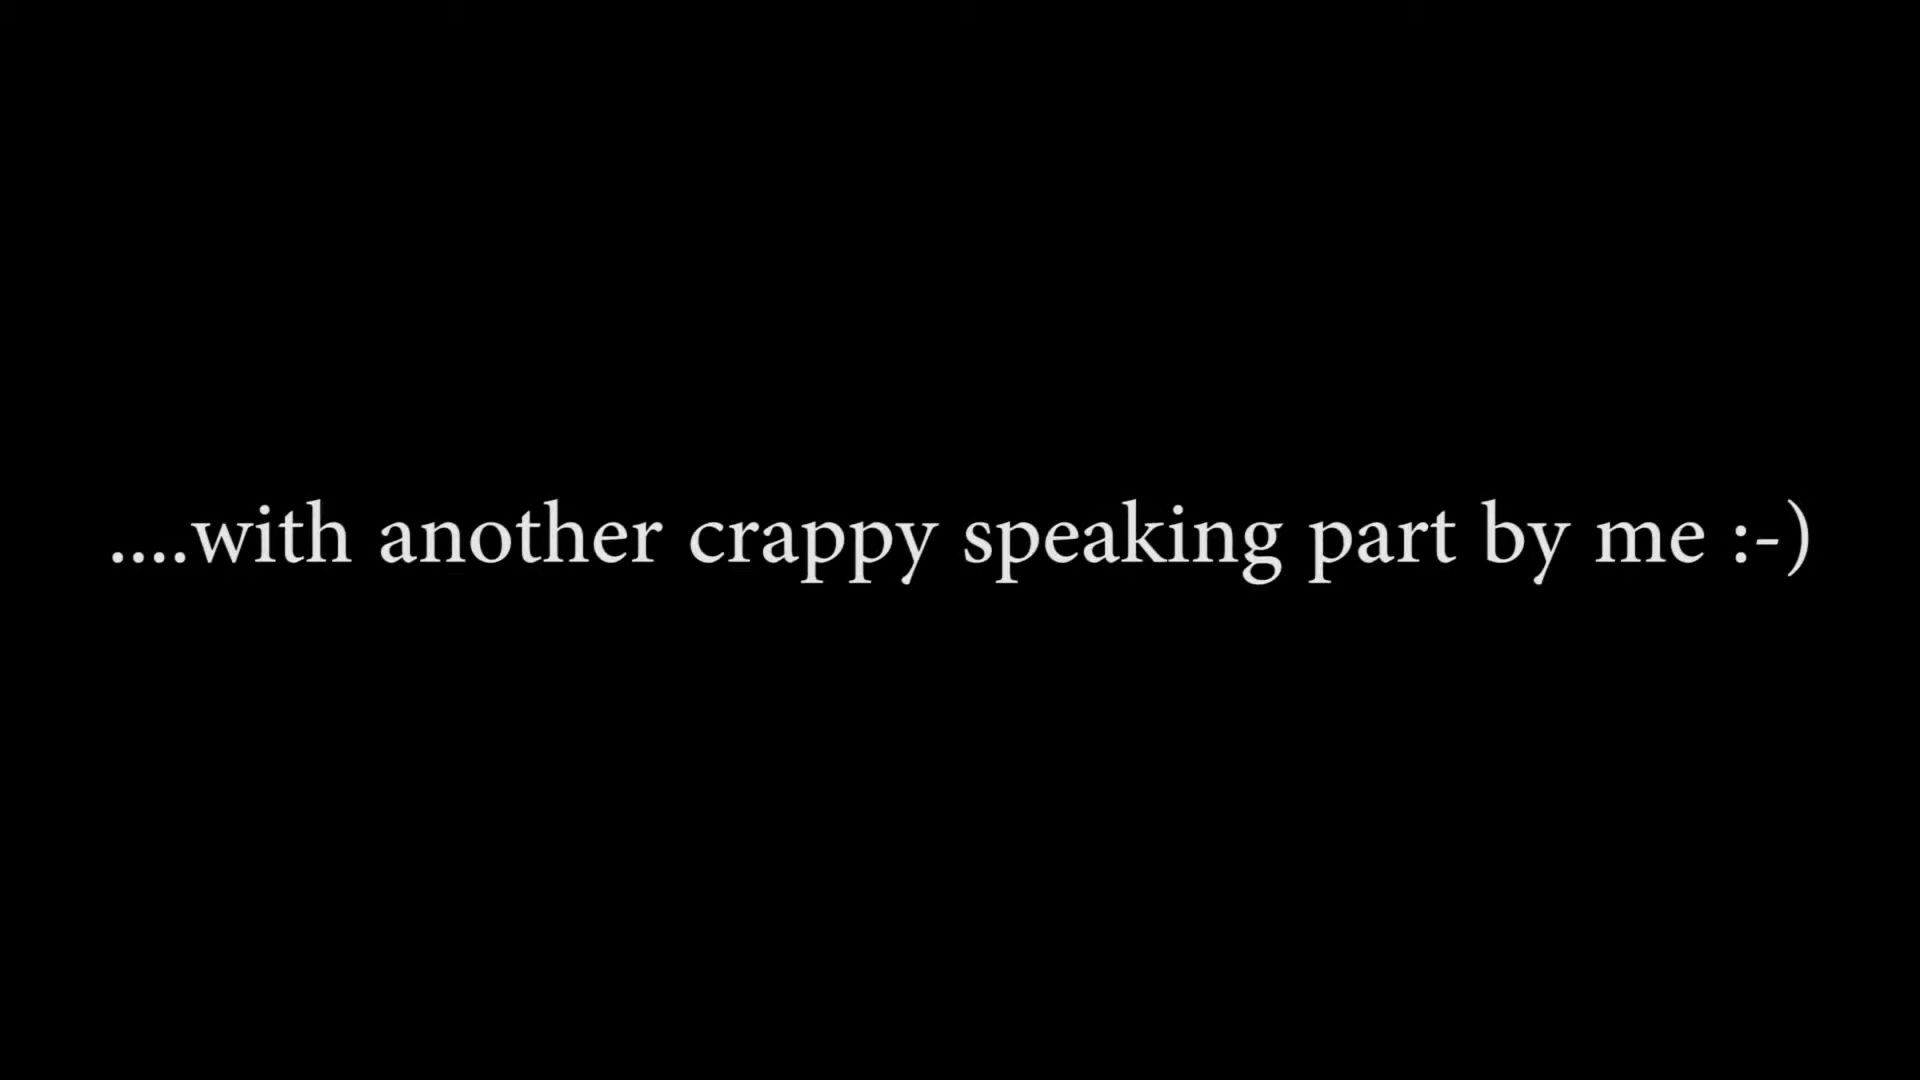 ....with another crappy speaking part by me :-)